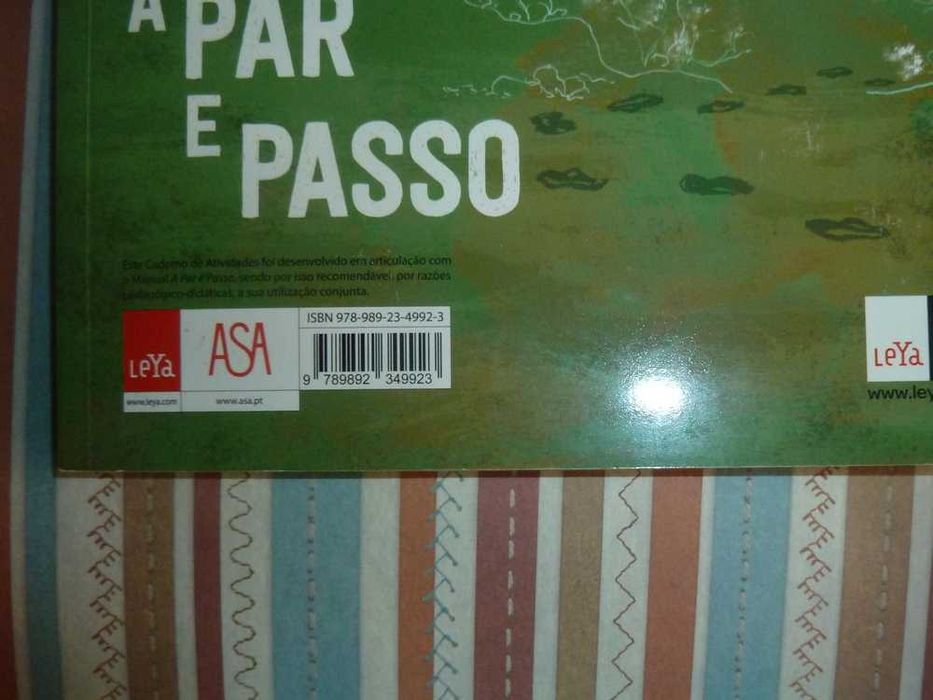 A
PAR
E
PASSO
Este Caderno de Atividades foi desenvolvido em articulação com
o Manual A Par e Passo, sendo por isso recomendável, por razões
pedagógico-didáticas, a sua utilização conjunta.
LEYA
www.leya.com
ASA
www.asa.pt
ISBN 978-989-23-4992-3
9 789892 349923
LEYA
www.ley